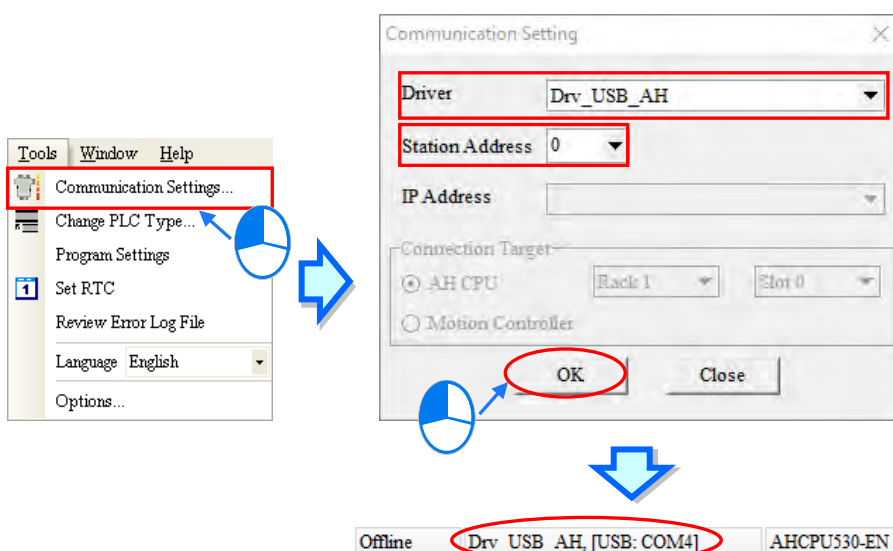 Tools Window Help
Communication Settings...
Change PLC Type...
Program Settings
1 Set RTC
Review Error Log File
Language English
Options...
Communication Setting
Driver Drv_USB_AH
Station Address 0
IP Address
Connection Target
AH CPU Rack 1 Slot 0
Motion Controller
OK Close
Offline Drv_USB_AH, [USB: COM4] AHCPU530-EN